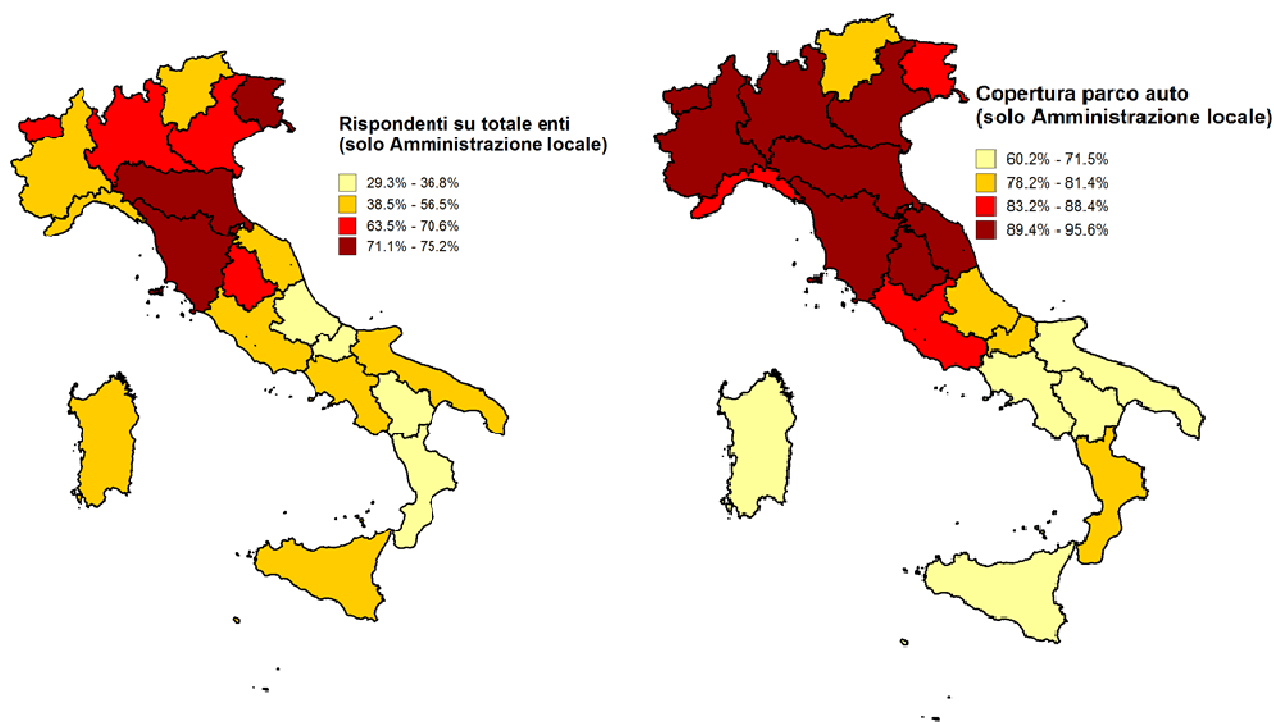 Rispondenti su totale enti
(solo Amministrazione locale)
29.3% - 36.8%
38.5% - 56.5%
63.5% - 70.6%
71.1% - 75.2%
Copertura parco auto
(solo Amministrazione locale)
60.2% - 71.5%
78.2% - 81.4%
83.2% - 88.4%
89.4% - 95.6%